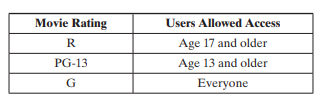 Movie Rating Users Allowed Access
R Age 17 and older
PG-13 Age 13 and older
G Everyone